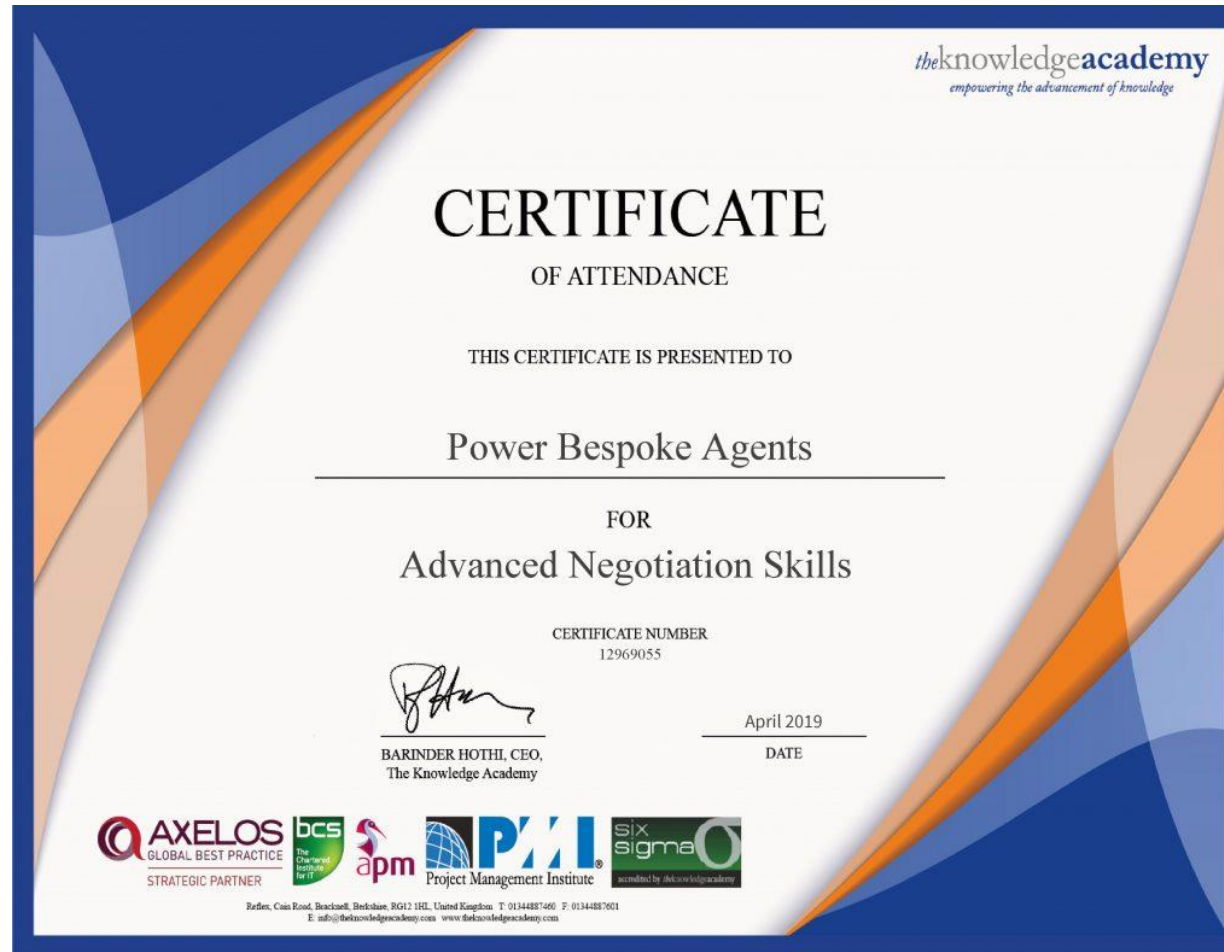 theknowledgeacademy
empowering the advancement of knowledge
CERTIFICATE
OF ATTENDANCE
THIS CERTIFICATE IS PRESENTED TO
Power Bespoke Agents
FOR
Advanced Negotiation Skills
CERTIFICATE NUMBER
12969055
April 2019
BARINDER HOTHI, CEO,
The Knowledge Academy
DATE
AXELOS
GLOBAL BEST PRACTICE
STRATEGIC PARTNER
bcs
The
Chartered
Institute
for IT
apm
PMI
Project Management Institute
six
sigma
accredited by theknowledgeacademy
Reflex, Cain Road, Bracknell, Berkshire, RG12 1HL, United Kingdom T: 01344887460 F: 01344887601
E: info@theknowledgeacademy.com www.theknowledgeacademy.com